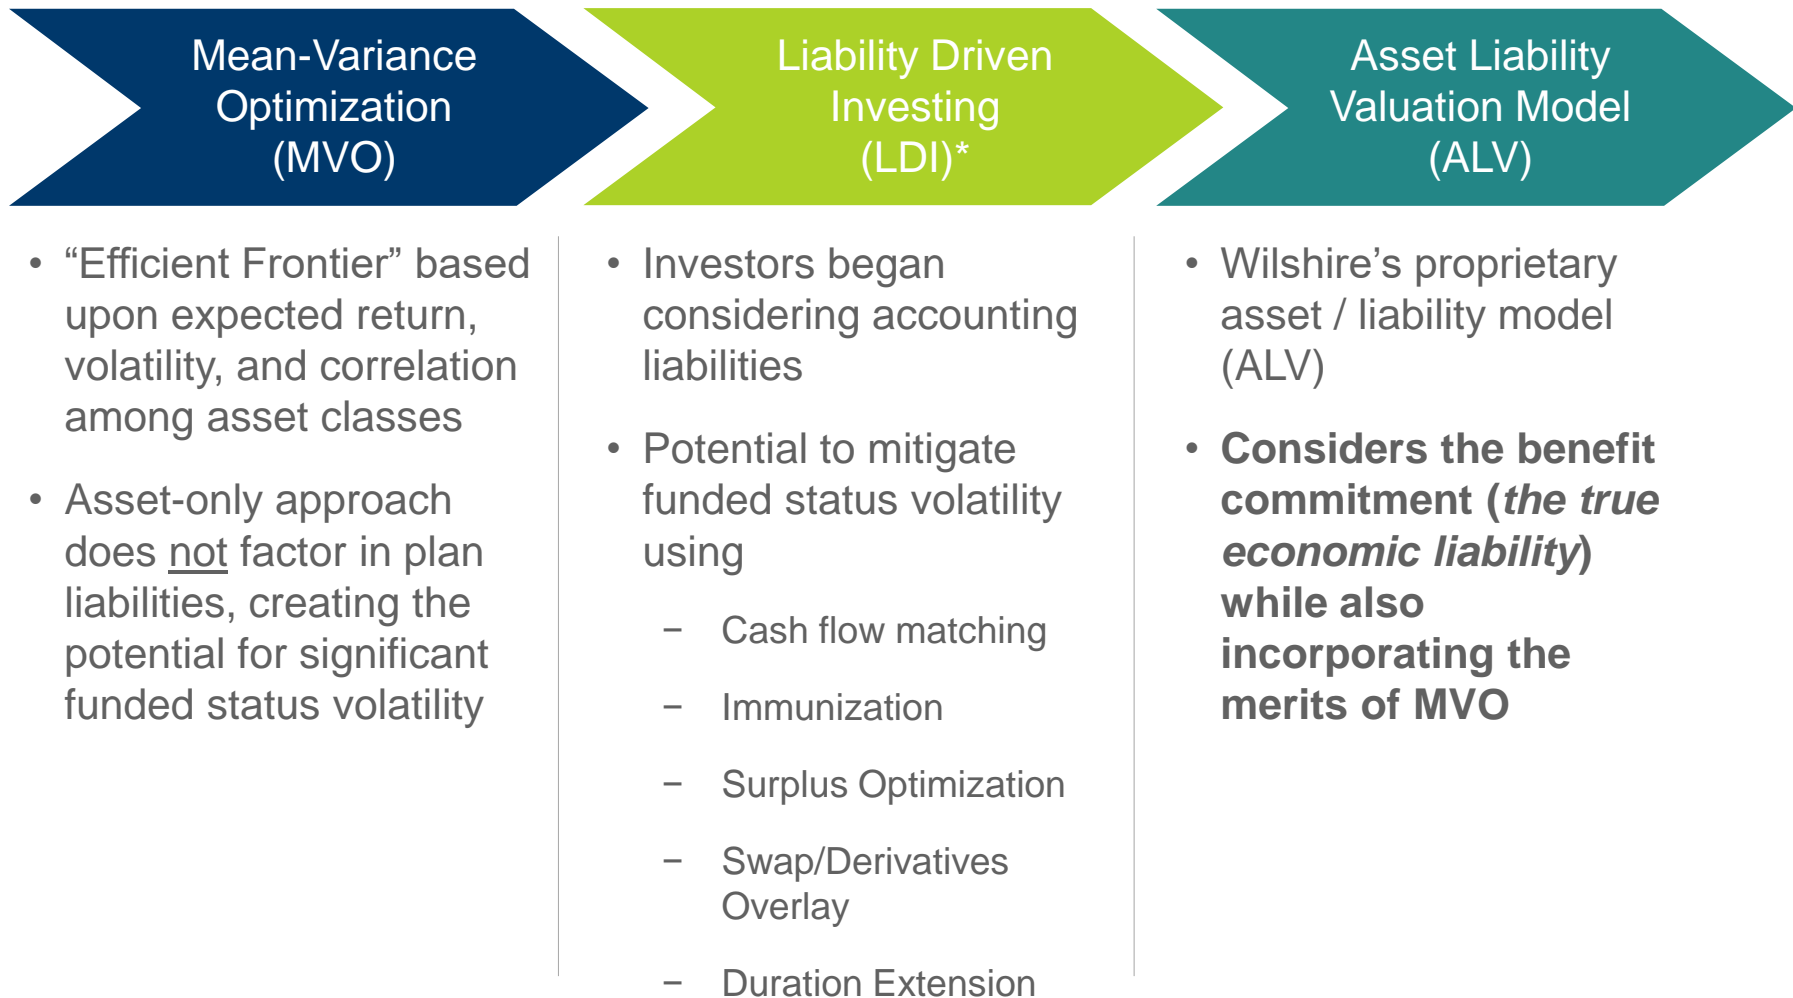 Mean-Variance
Optimization
(MVO)
Liability Driven
Investing
(LDI)*
Asset Liability
Valuation Model
(ALV)
• “Efficient Frontier” based
upon expected return,
volatility, and correlation
among asset classes
• Asset-only approach
does not factor in plan
liabilities, creating the
potential for significant
funded status volatility
• Investors began
considering accounting
liabilities
• Potential to mitigate
funded status volatility
using
− Cash flow matching
− Immunization
− Surplus Optimization
− Swap/Derivatives
Overlay
− Duration Extension
• Wilshire’s proprietary
asset / liability model
(ALV)
• Considers the benefit
commitment (the true
economic liability)
while also
incorporating the
merits of MVO